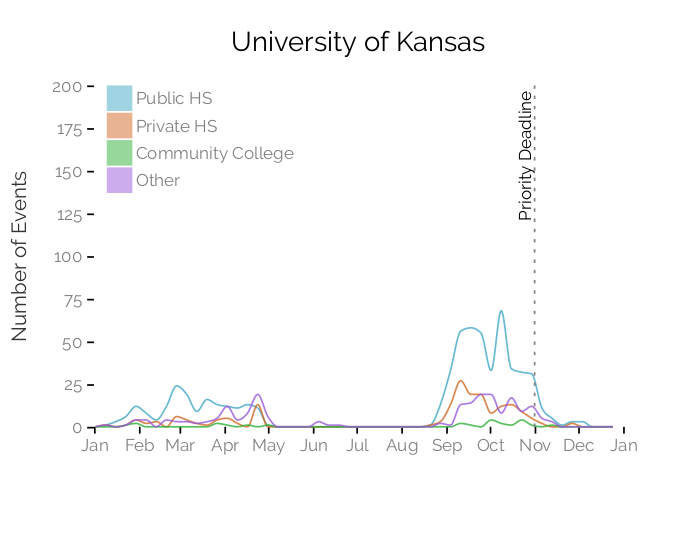 University of Kansas
200
175
150
125
100
75
50
25
0
Number of Events
Public HS
Private HS
Community College
Other
Priority Deadline
Jan Feb Mar Apr May Jun Jul Aug Sep Oct Nov Dec Jan